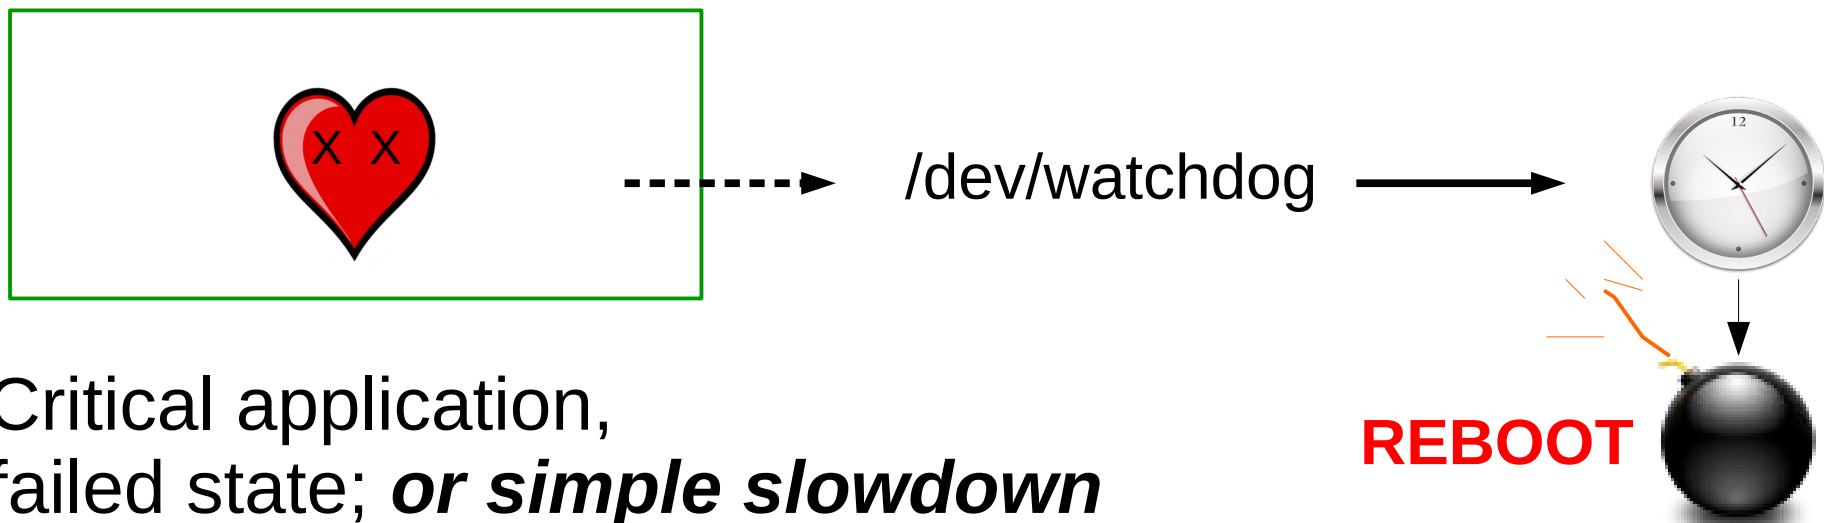 X X
/dev/watchdog
12
Critical application,
failed state; or simple slowdown
REBOOT